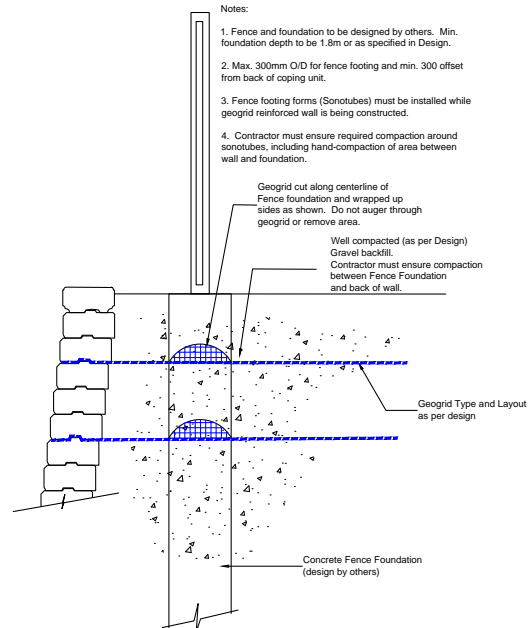 Notes:
1. Fence and foundation to be designed by others. Min.
foundation depth to be 1.8m or as specified in Design.
2. Max. 300mm O/D for fence footing and min. 300 offset
from back of coping unit.
3. Fence footing forms (Sonotubes) must be installed while
geogrid reinforced wall is being constructed.
4. Contractor must ensure required compaction around
sonotubes, including hand-compaction of area between
wall and foundation.
Geogrid cut along centerline of
Fence foundation and wrapped up
sides as shown. Do not auger through
geogrid or remove area.
Well compacted (as per Design)
Gravel backfill.
Contractor must ensure compaction
between Fence Foundation
and back of wall.
Geogrid Type and Layout
as per design
Concrete Fence Foundation
(design by others)